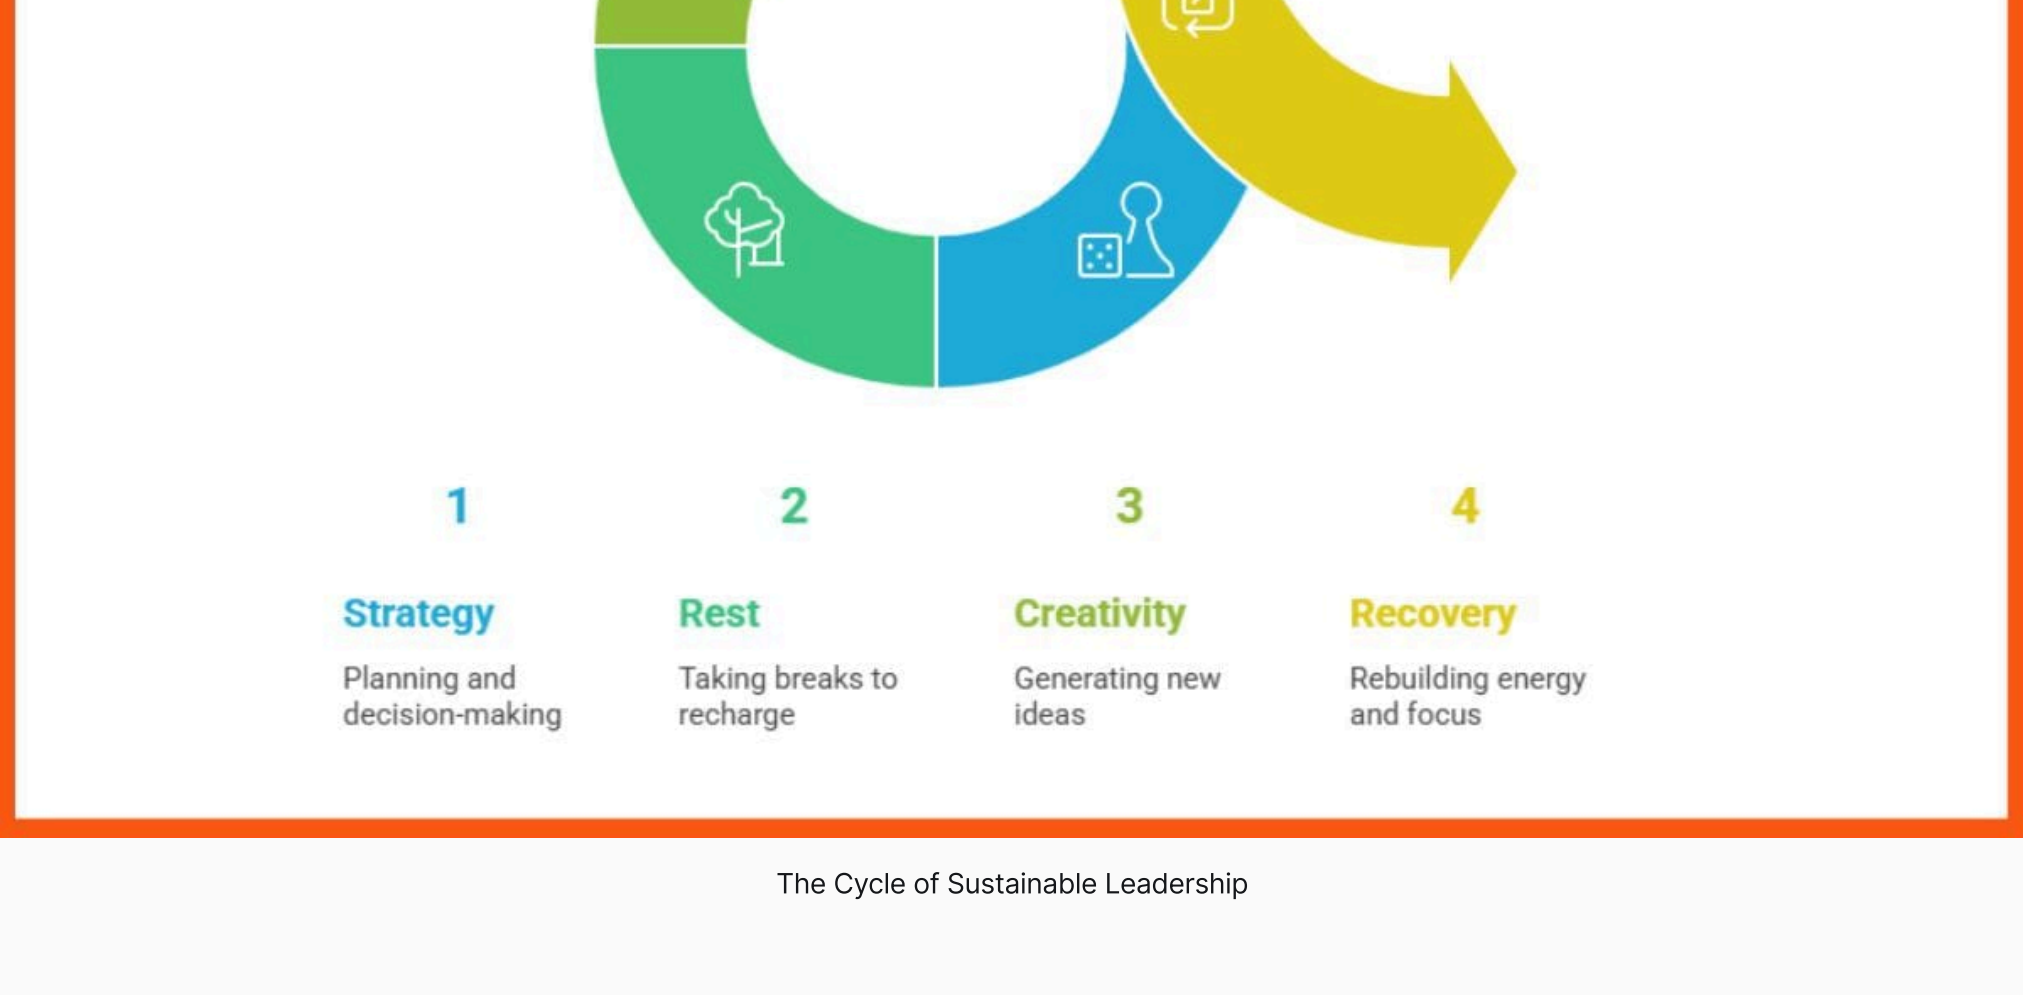 1
2
3
4
Strategy
Rest
Creativity
Recovery
Planning and
decision-making
Taking breaks to
recharge
Generating new
ideas
Rebuilding energy
and focus
The Cycle of Sustainable Leadership